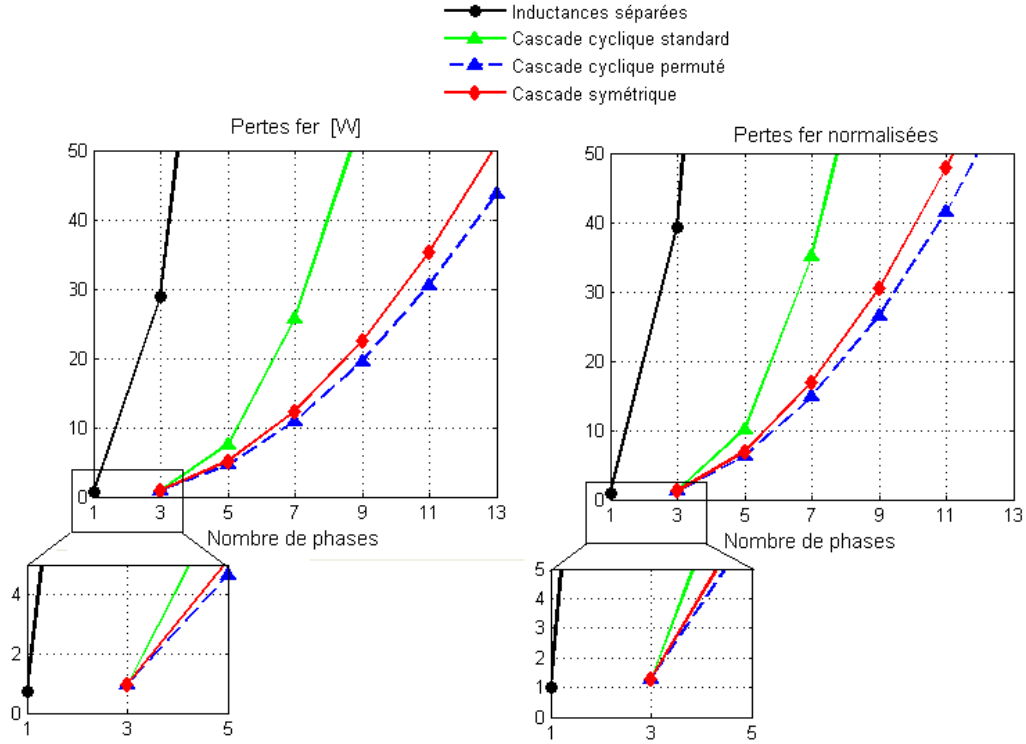 Inductances séparées
Cascade cyclique standard
Cascade cyclique permuté
Cascade symétrique
Pertes fer [W]
50
40
30
20
10
0
1 3 5 7 9 11 13
Nombre de phases
4
2
0
1 3 5
Pertes fer normalisées
50
40
30
20
10
0
1 3 5 7 9 11 13
Nombre de phases
5
4
3
2
1
0
1 3 5